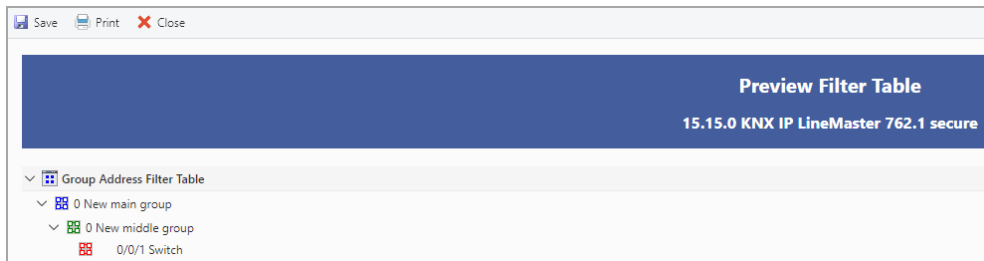 Save Print Close
Preview Filter Table
15.15.0 KNX IP LineMaster 762.1 secure
Group Address Filter Table
0 New main group
0 New middle group
0/0/1 Switch